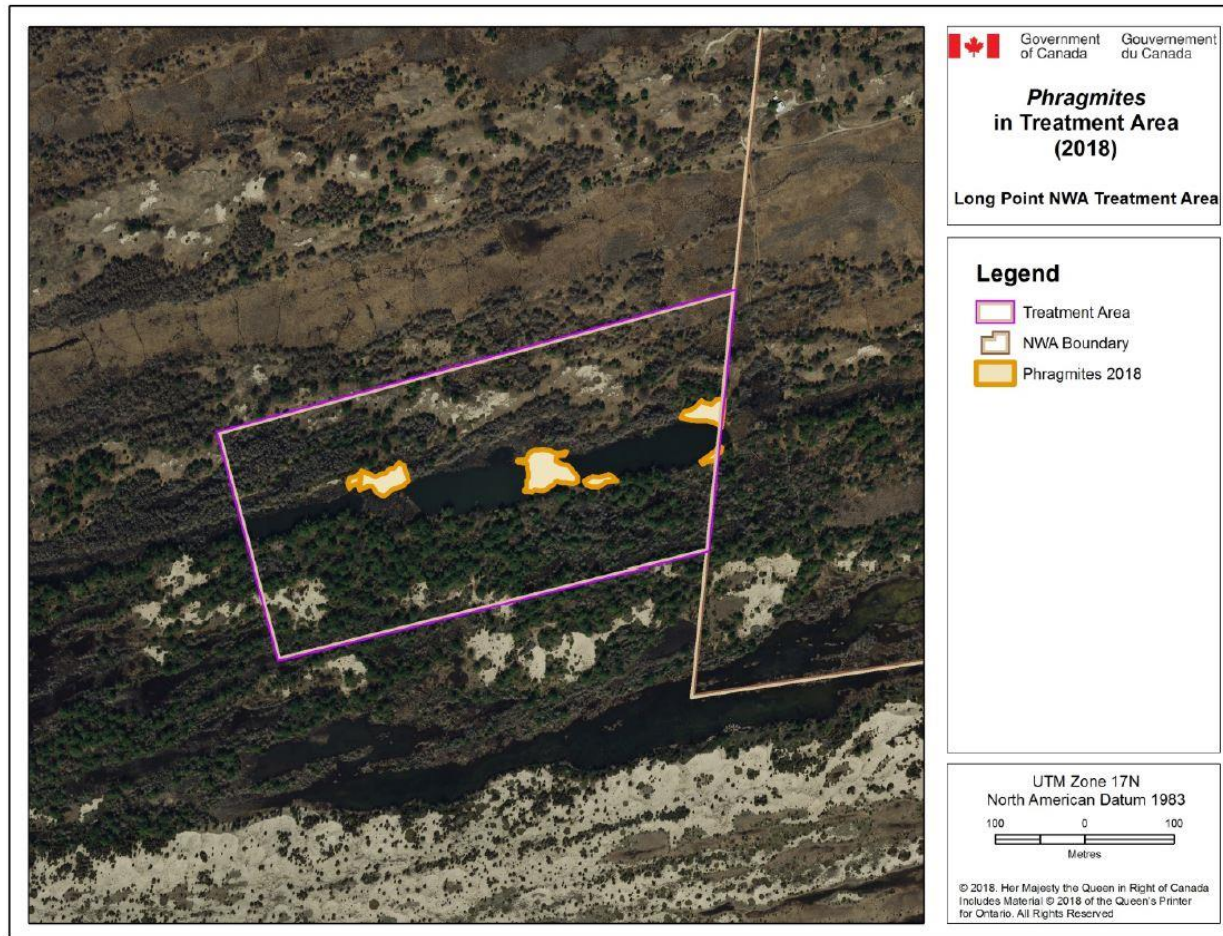 Government
of Canada
Gouvernement
du Canada
Phragmites
in Treatment Area
(2018)
Long Point NWA Treatment Area
Legend
Treatment Area
NWA Boundary
Phragmites 2018
UTM Zone 17N
North American Datum 1983
100 0 100
Metres
© 2018. Her Majesty the Queen in Right of Canada
Includes Material © 2018 of the Queen's Printer
for Ontario. All Rights Reserved